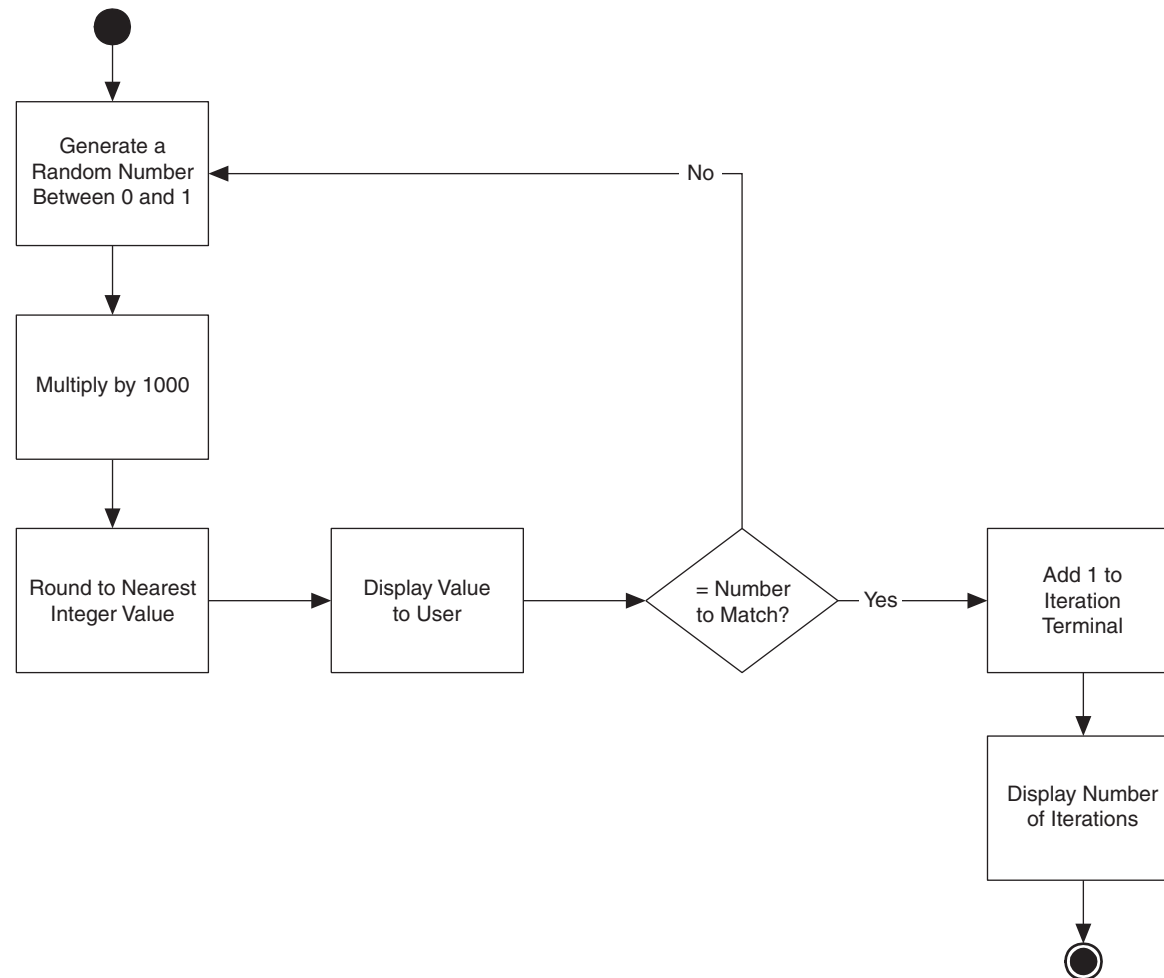 Generate a
Random Number
Between 0 and 1
No
Multiply by 1000
Round to Nearest
Integer Value
Display Value
to User
= Number
to Match?
Yes
Add 1 to
Iteration
Terminal
Display Number
of Iterations